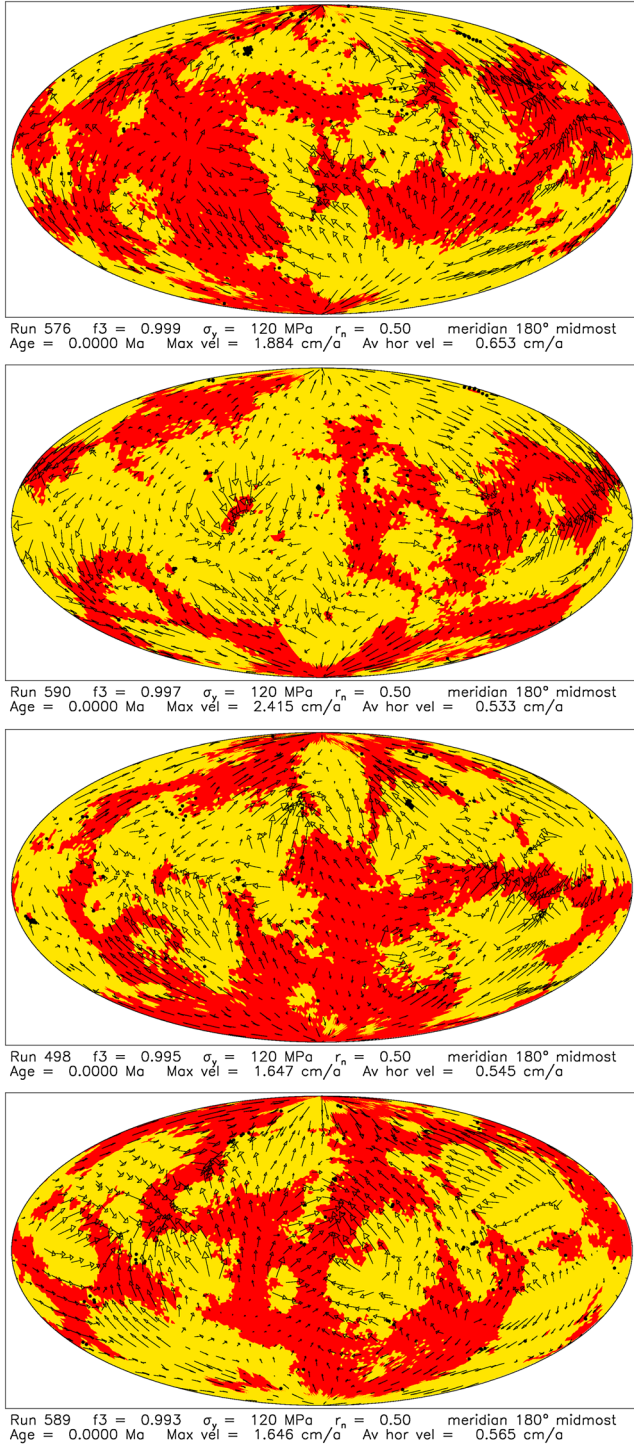 Run 576 f3 = 0.999 σy = 120 MPa rn = 0.50 meridian 180° midmost
Age = 0.0000 Ma Max vel = 1.884 cm/a Av hor vel = 0.653 cm/a
Run 590 f3 = 0.997 σy = 120 MPa rn = 0.50 meridian 180° midmost
Age = 0.0000 Ma Max vel = 2.415 cm/a Av hor vel = 0.533 cm/a
Run 498 f3 = 0.995 σy = 120 MPa rn = 0.50 meridian 180° midmost
Age = 0.0000 Ma Max vel = 1.647 cm/a Av hor vel = 0.545 cm/a
Run 589 f3 = 0.993 σy = 120 MPa rn = 0.50 meridian 180° midmost
Age = 0.0000 Ma Max vel = 1.646 cm/a Av hor vel = 0.565 cm/a